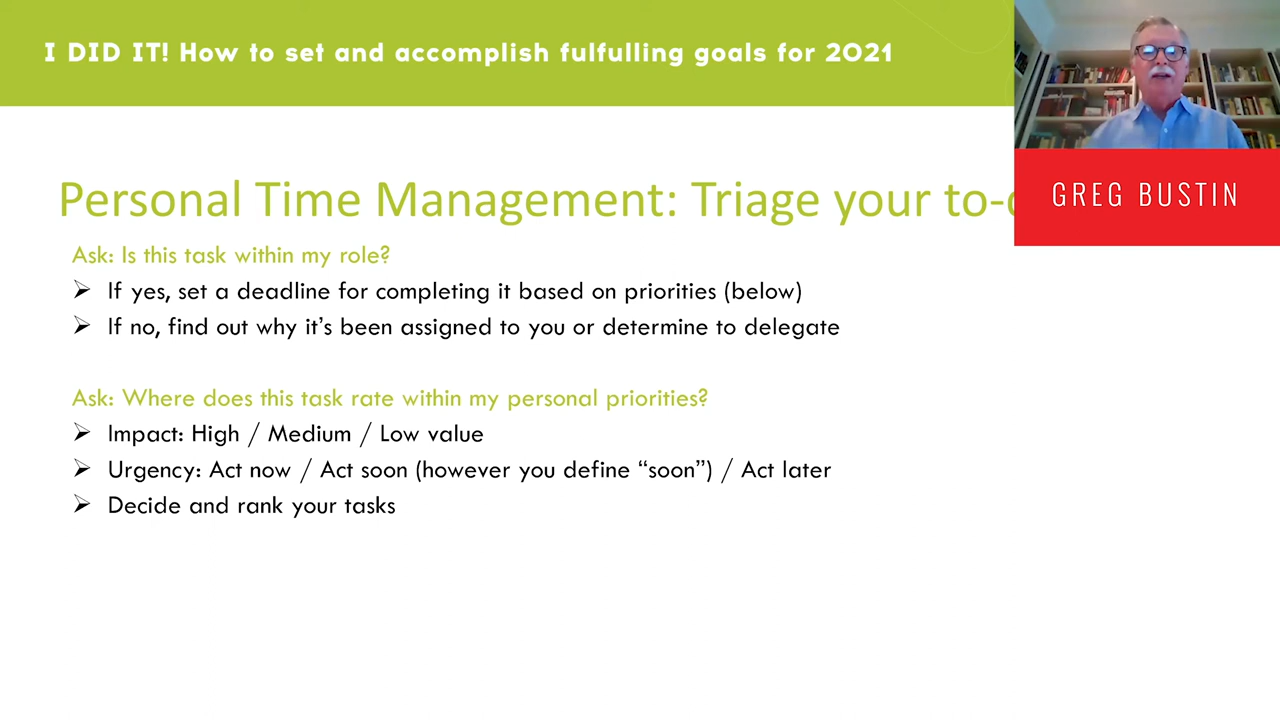 I DID IT! How to set and accomplish fulfulling goals for 2021
GREG BUSTIN
Personal Time Management: Triage your to-
Ask: Is this task within my role?
➢ If yes, set a deadline for completing it based on priorities (below)
➢ If no, find out why it’s been assigned to you or determine to delegate
Ask: Where does this task rate within my personal priorities?
➢ Impact: High / Medium / Low value
➢ Urgency: Act now / Act soon (however you define “soon”) / Act later
➢ Decide and rank your tasks